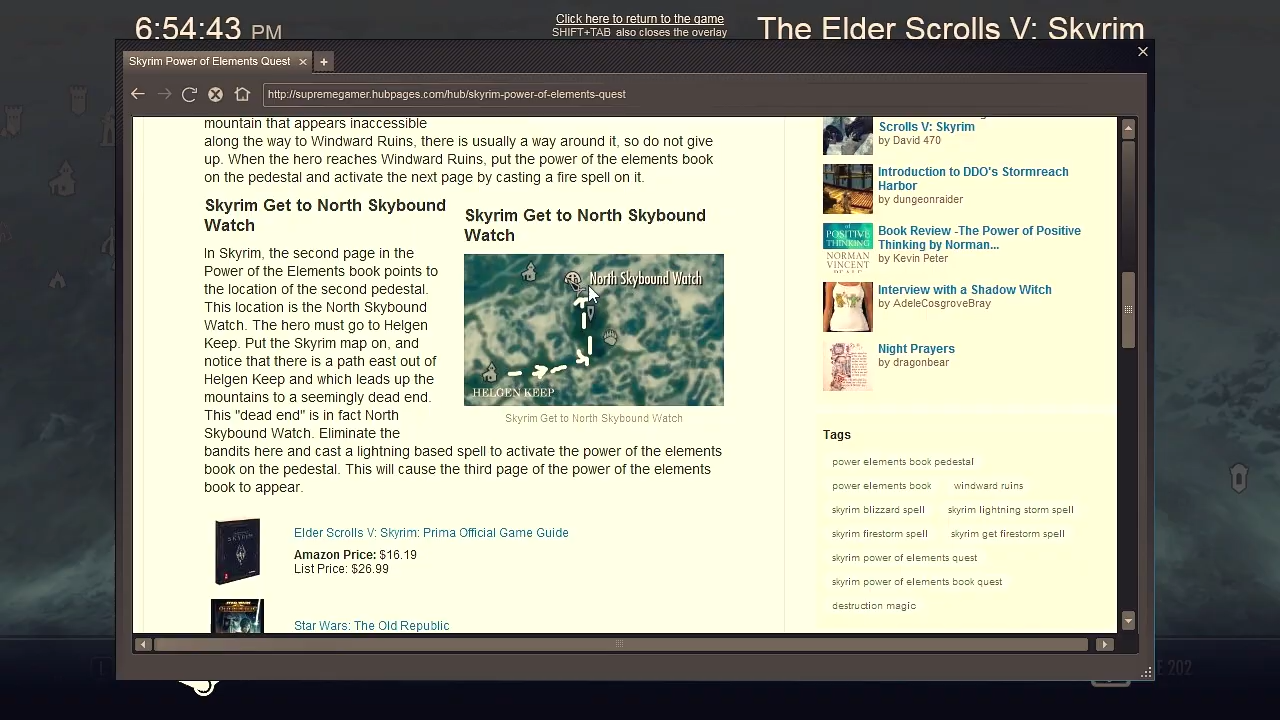 6:54:43 PM
Click here to return to the game
SHIFT+TAB also closes the overlay
The Elder Scrolls V: Skyrim
Skyrim Power of Elements Quest
http://supremegamer.hubpages.com/hub/skyrim-power-of-elements-quest
mountain that appears inaccessible
along the way to Windward Ruins, there is usually a way around it, so do not give
up. When the hero reaches Windward Ruins, put the power of the elements book
on the pedestal and activate the next page by casting a fire spell on it.
Skyrim Get to North Skybound
Watch
In Skyrim, the second page in the
Power of the Elements book points to
the location of the second pedestal.
This location is the North Skybound
Watch. The hero must go to Helgen
Keep. Put the Skyrim map on, and
notice that there is a path east out of
Helgen Keep and which leads up the
mountains to a seemingly dead end.
This "dead end" is in fact North
Skybound Watch. Eliminate the
bandits here and cast a lightning based spell to activate the power of the elements
book on the pedestal. This will cause the third page of the power of the elements
book to appear.
Skyrim Get to North Skybound
Watch
North Skybound Watch
HELGEN KEEP
Skyrim Get to North Skybound Watch
SKYRIM
Elder Scrolls V: Skyrim: Prima Official Game Guide
Amazon Price: $16.19
List Price: $26.99
STAR WARS
Star Wars: The Old Republic
Scrolls V: Skyrim
by David 470
Introduction to DDO's Stormreach
Harbor
by dungeonraider
of
POSITIVE
THINKING
NORMAN
VINCENT
PEALE
Book Review -The Power of Positive
Thinking by Norman...
by Kevin Peter
Interview with a Shadow Witch
by AdeleCosgroveBray
Night Prayers
by dragonbear
Tags
power elements book pedestal
power elements book windward ruins
skyrim blizzard spell skyrim lightning storm spell
skyrim firestorm spell skyrim get firestorm spell
skyrim power of elements quest
skyrim power of elements book quest
destruction magic
E 202